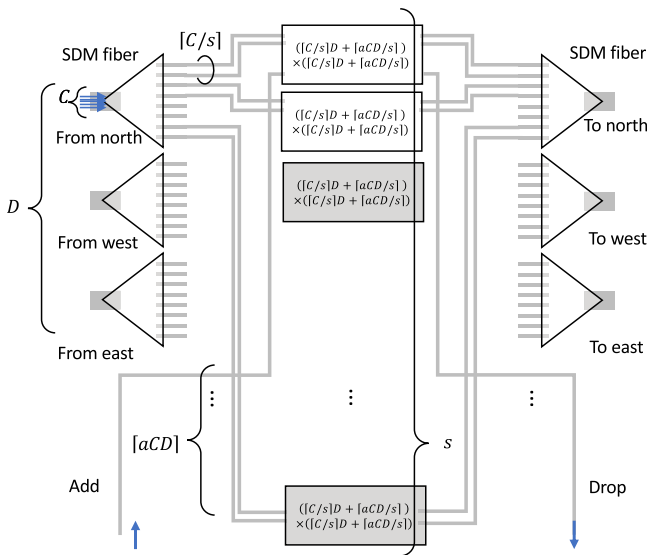 SDM fiber
⌈C/s⌉
SDM fiber
C
(⌈C/s⌉D + ⌈aCD/s⌉ )
×(⌈C/s⌉D + ⌈aCD/s⌉)
From north
To north
(⌈C/s⌉D + ⌈aCD/s⌉ )
×(⌈C/s⌉D + ⌈aCD/s⌉)
(⌈C/s⌉D + ⌈aCD/s⌉ )
×(⌈C/s⌉D + ⌈aCD/s⌉)
D
From west
To west
From east
To east
...
...
...
⌈aCD⌉
s
Add
Drop
(⌈C/s⌉D + ⌈aCD/s⌉ )
×(⌈C/s⌉D + ⌈aCD/s⌉)